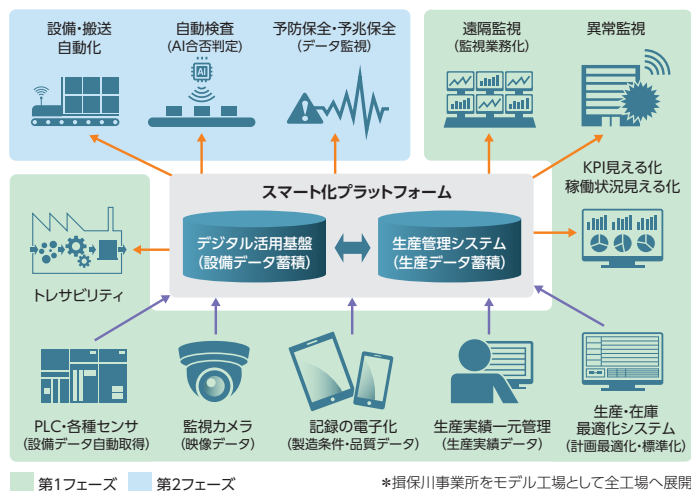 設備・搬送
自動化
自動検査
(AI合否判定)
予防保全・予兆保全
(データ監視)
遠隔監視
(監視業務化)
異常監視
AI
スマート化プラットフォーム
KPI見える化
稼働状況見える化
デジタル活用基盤
(設備データ蓄積)
生産管理システム
(生産データ蓄積)
トレサビリティ
PLC・各種センサ
(設備データ自動取得)
監視カメラ
(映像データ)
記録の電子化
(製造条件・品質データ)
生産実績一元管理
(生産実績データ)
生産・在庫
最適化システム
(計画最適化・標準化)
第1フェーズ
第2フェーズ
*損保川事業所をモデル工場として全工場へ展開